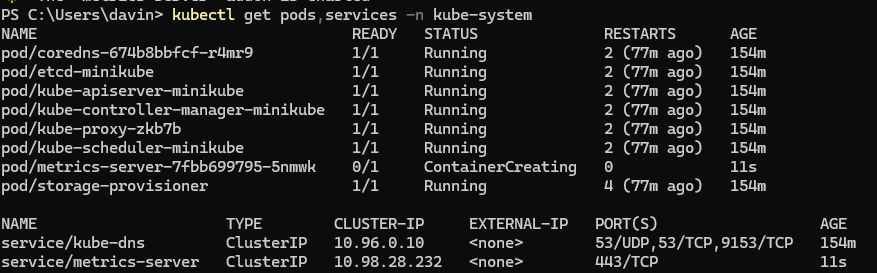 PS C:\Users\davin> kubectl get pods,services -n kube-system
NAME READY STATUS RESTARTS AGE
pod/coredns-674b8bbfcf-r4mr9 1/1 Running 2 (77m ago) 154m
pod/etcd-minikube 1/1 Running 2 (77m ago) 154m
pod/kube-apiserver-minikube 1/1 Running 2 (77m ago) 154m
pod/kube-controller-manager-minikube 1/1 Running 2 (77m ago) 154m
pod/kube-proxy-zkb7b 1/1 Running 2 (77m ago) 154m
pod/kube-scheduler-minikube 1/1 Running 2 (77m ago) 154m
pod/metrics-server-7fbb699795-5nmwk 0/1 ContainerCreating 0 11s
pod/storage-provisioner 1/1 Running 4 (77m ago) 154m
NAME TYPE CLUSTER-IP EXTERNAL-IP PORT(S) AGE
service/kube-dns ClusterIP 10.96.0.10 <none> 53/UDP,53/TCP,9153/TCP 154m
service/metrics-server ClusterIP 10.98.28.232 <none> 443/TCP 11s